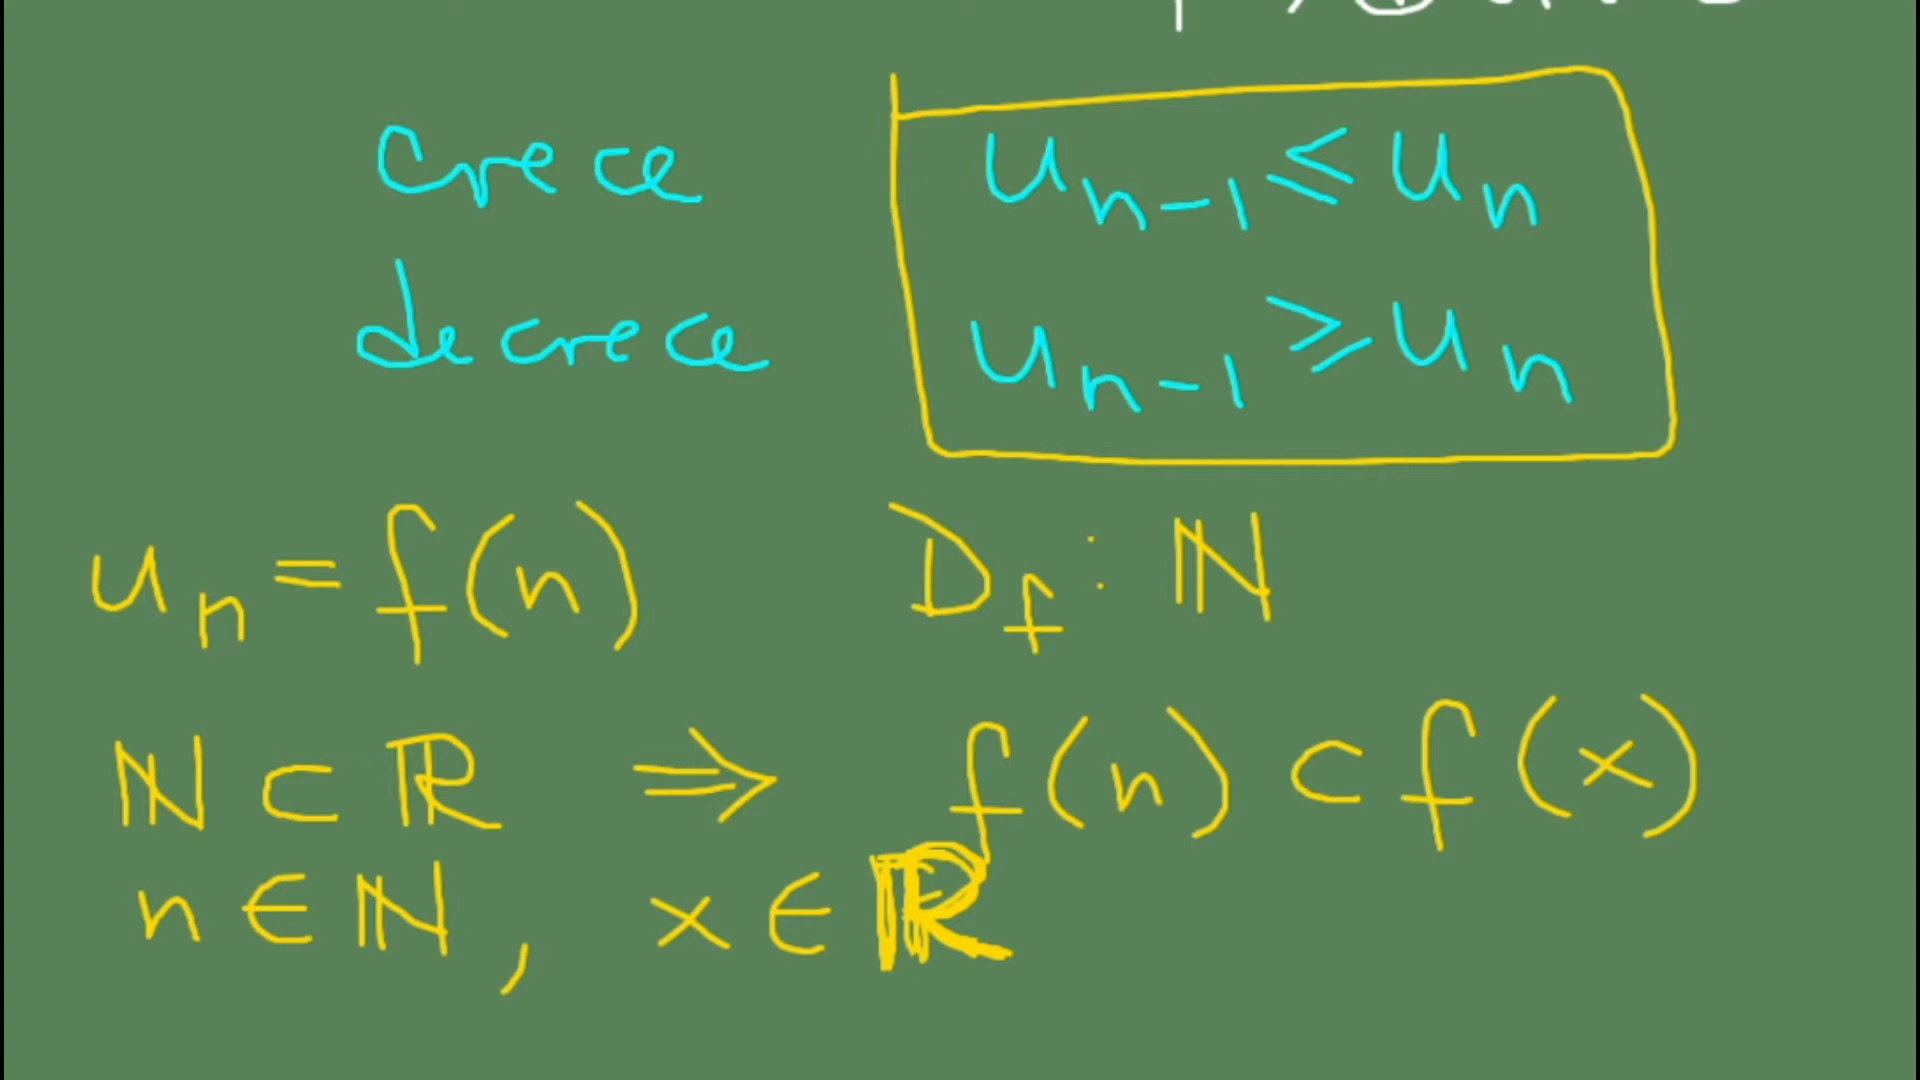 crece u_{n-1} ⩽ u_n
decrece u_{n-1} ⩾ u_n
u_n = f(n) D_f : ℕ
ℕ ⊂ ℝ ⇒ f(n) ⊂ f(x)
n ∈ ℕ, x ∈ ℝ